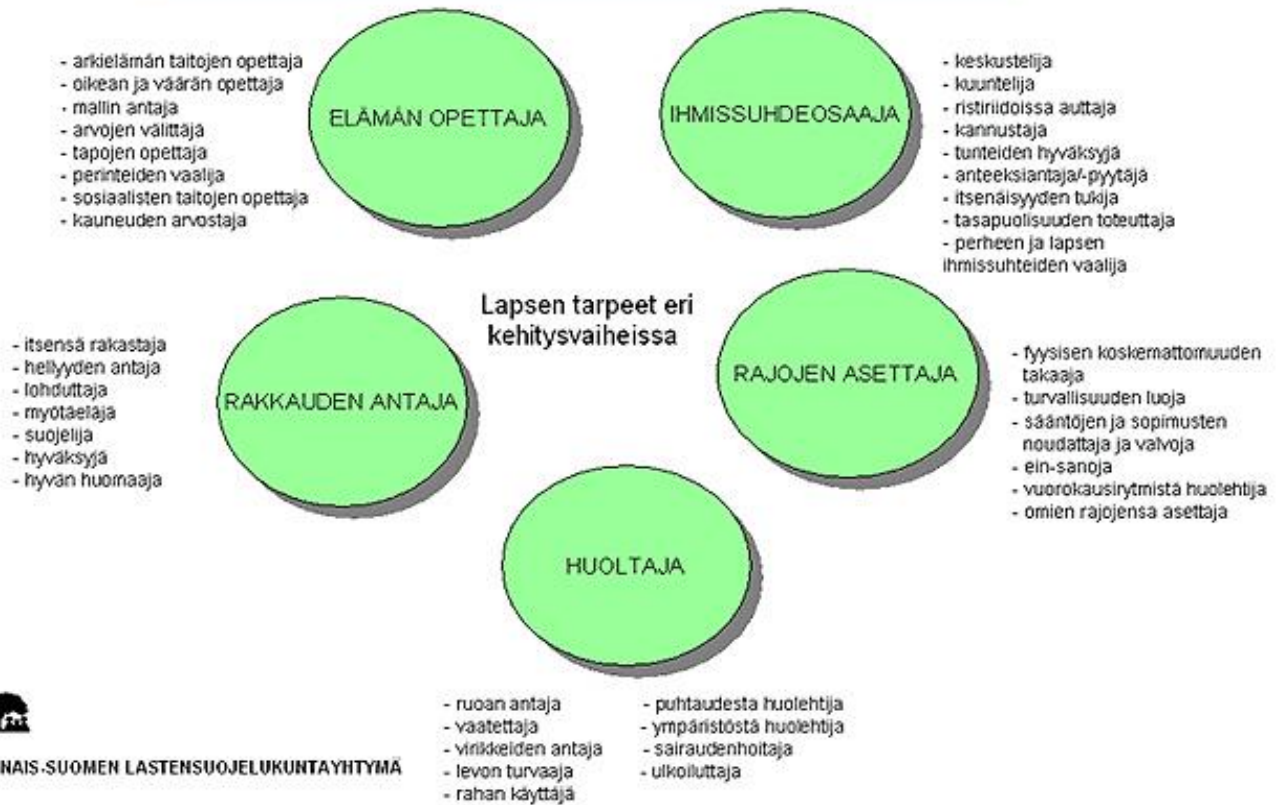 - arkielämän taitojen opettaja
- oikean ja väärän opettaja
- mallin antaja
- arvojen välittäjä
- tapojen opettaja
- perinteiden vaalija
- sosiaalisten taitojen opettaja
- kauneuden arvostaja
ELÄMÄN OPETTAJA
IHMISSUHDEOSAAJA
- keskustelija
- kuuntelija
- ristiriidoissa auttaja
- kannustaja
- tunteiden hyväksyjä
- anteeksiantaja/-pyytäjä
- itsenäisyyden tukija
- tasapuolisuuden toteuttaja
- perheen ja lapsen
ihmissuhteiden vaalija
Lapsen tarpeet eri
kehitysvaiheissa
- itsensä rakastaja
- hellyyden antaja
- lohduttaja
- myötäeläjä
- suojelija
- hyväksyjä
- hyvän huomaaja
RAKKAUDEN ANTAJA
RAJOJEN ASETTAJA
- fyysisen koskemattomuuden
takaaja
- turvallisuuden luoja
- sääntöjen ja sopimusten
noudattaja ja valvoja
- ein-sanoja
- vuorokausirytmistä huolehtija
- omien rajojensa asettaja
HUOLTAJA
- ruoan antaja
- vaatettaja
- virikkeiden antaja
- levon turvaaja
- rahan käyttäjä
- puhtaudesta huolehtija
- ympäristöstä huolehtija
- sairaudenhoitaja
- ulkoiluttaja
NAIS-SUOMEN LASTENSUOJELUKUNTAYHTYMÄ